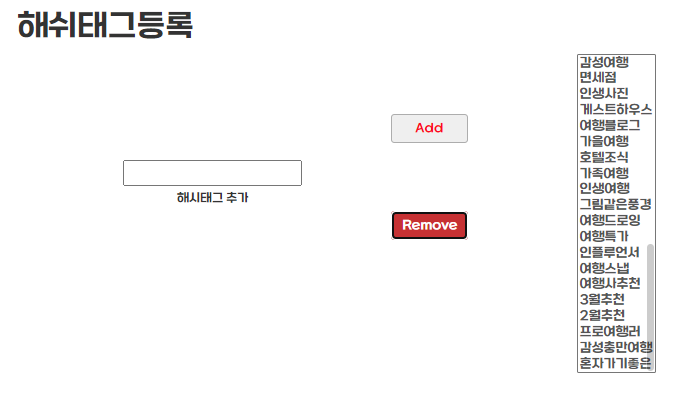 해쉬태그등록
감성여행
면세점
인생사진
게스트하우스
여행블로그
가을여행
호텔조식
가족여행
인생여행
그림같은풍경
여행드로잉
여행특가
인플루언서
여행스냅
여행사추천
3월추천
2월추천
프로여행러
감성충만여행
혼자가기좋은
Add
해시태그 추가
Remove